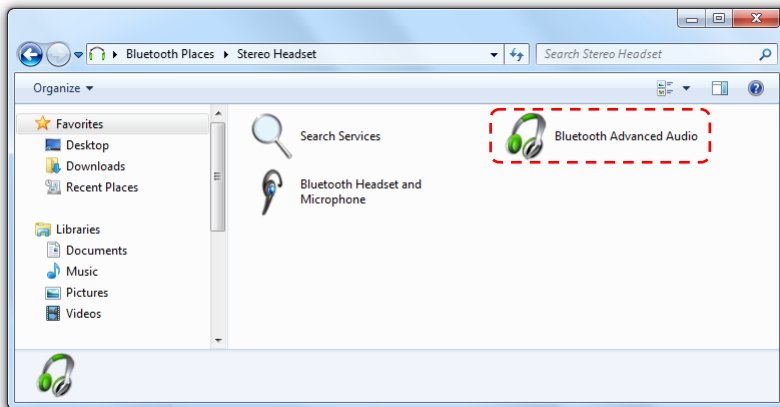 Bluetooth Places
Stereo Headset
Search Stereo Headset
Organize
Favorites
Desktop
Downloads
Recent Places
Libraries
Documents
Music
Pictures
Videos
Search Services
Bluetooth Advanced Audio
Bluetooth Headset and
Microphone